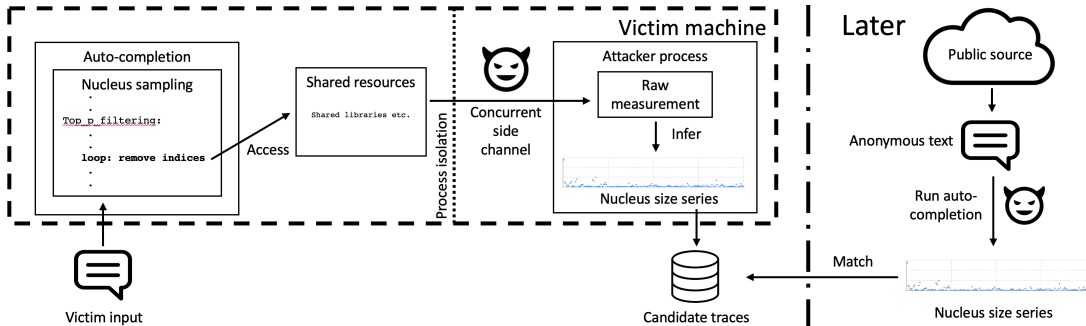 Victim machine
Later
Auto-completion
Nucleus sampling
Top_p_filtering:
loop: remove indices
Access
Shared resources
Shared libraries etc.
Process isolation
Concurrent
side
channel
Attacker process
Raw
measurement
Infer
Nucleus size series
Public source
Anonymous text
Run auto-
completion
Match
Nucleus size series
Victim input
Candidate traces